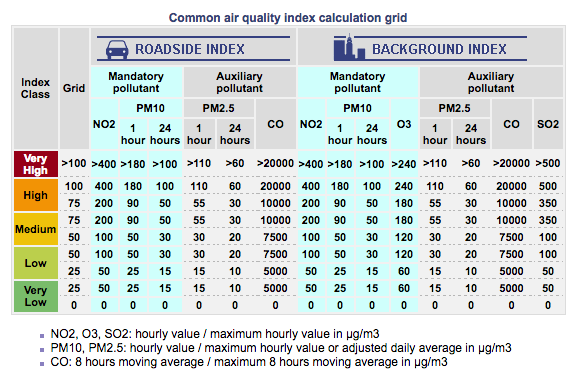 Common air quality index calculation grid
Index Class Grid ROADSIDE INDEX BACKGROUND INDEX
Mandatory pollutant Auxiliary pollutant Mandatory pollutant Auxiliary pollutant
NO2 PM10 PM2.5 CO NO2 PM10 O3 PM2.5 CO SO2
1 hour 24 hours 1 hour 24 hours 1 hour 24 hours 1 hour 24 hours
Very High >100 >400 >180 >100 >110 >60 >20000 >400 >180 >100 >240 >110 >60 >20000 >500
High 100 400 180 100 110 60 20000 400 180 100 240 110 60 20000 500
75 200 90 50 55 30 10000 200 90 50 180 55 30 10000 350
Medium 75 200 90 50 55 30 10000 200 90 50 180 55 30 10000 350
50 100 50 30 30 20 7500 100 50 30 120 30 20 7500 100
Low 50 100 50 30 30 20 7500 100 50 30 120 30 20 7500 100
25 50 25 15 15 10 5000 50 25 15 60 15 10 5000 50
Very Low 25 50 25 15 15 10 5000 50 25 15 60 15 10 5000 50
0 0 0 0 0 0 0 0 0 0 0 0 0 0 0
NO2, O3, SO2: hourly value / maximum hourly value in µg/m3
PM10, PM2.5: hourly value / maximum hourly value or adjusted daily average in µg/m3
CO: 8 hours moving average / maximum 8 hours moving average in µg/m3